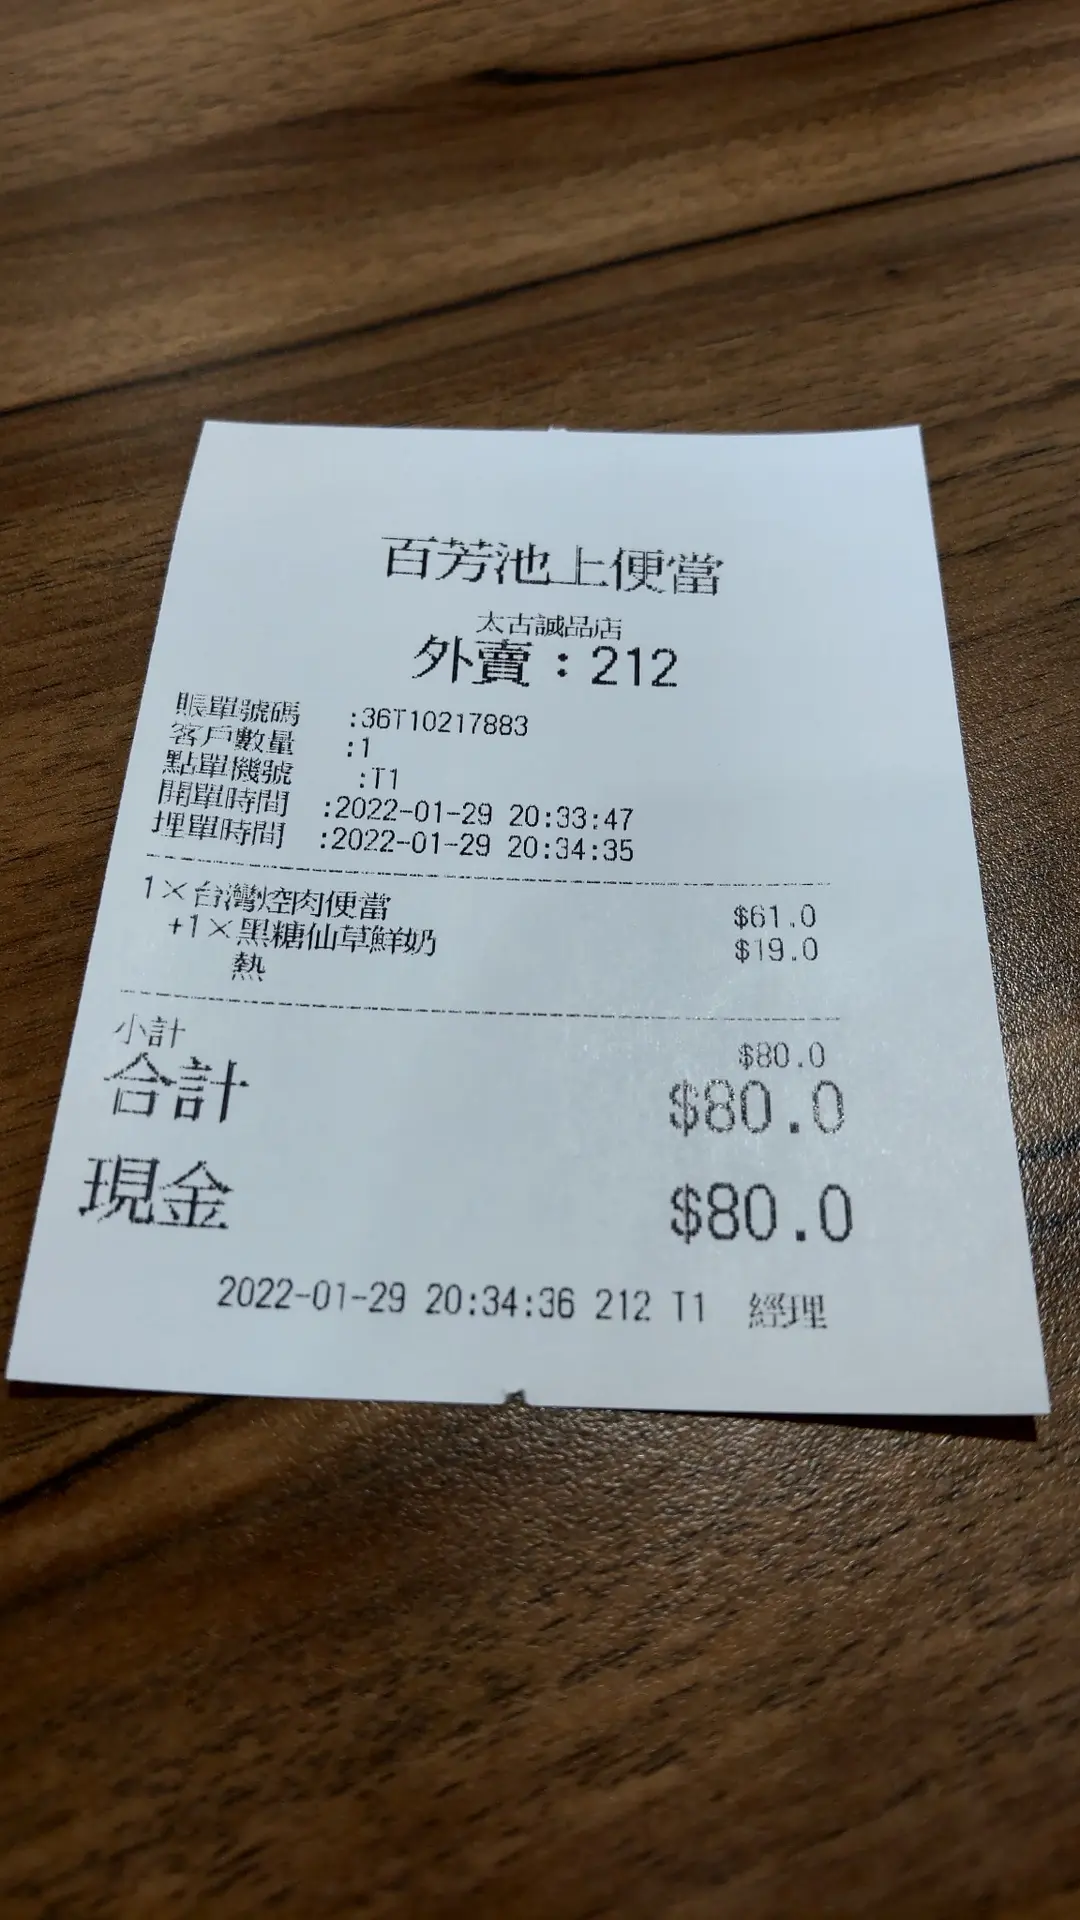 百芳池上便當
太古誠品店
外賣：212
賬單號碼 :36T10217883
客戶數量 :1
點單機號 :T1
開單時間 :2022-01-29 20:33:47
埋單時間 :2022-01-29 20:34:35
1×台灣焢肉便當 $61.0
+1×黑糖仙草鮮奶 $19.0
熱
小計 $80.0
合計 $80.0
現金 $80.0
2022-01-29 20:34:36 212 T1 經理